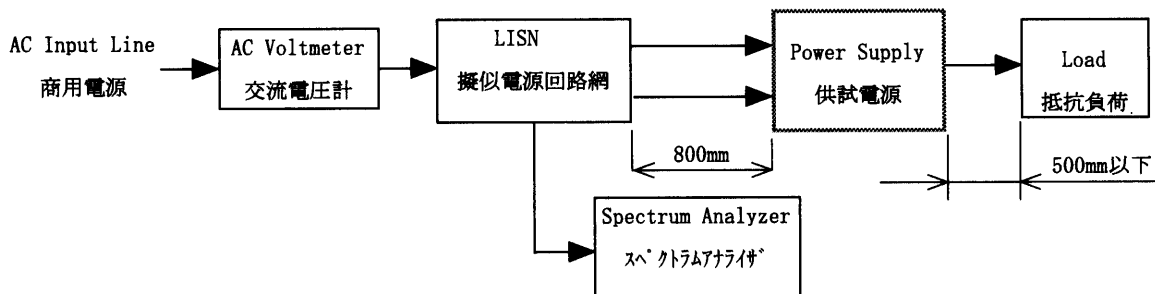 AC Input Line
商用電源
AC Voltmeter
交流電圧計
LISN
擬似電源回路網
Power Supply
供試電源
Load
抵抗負荷
800mm
500mm以下
Spectrum Analyzer
ｽﾍﾟｸﾄﾗﾑｱﾅﾗｲｻﾞ